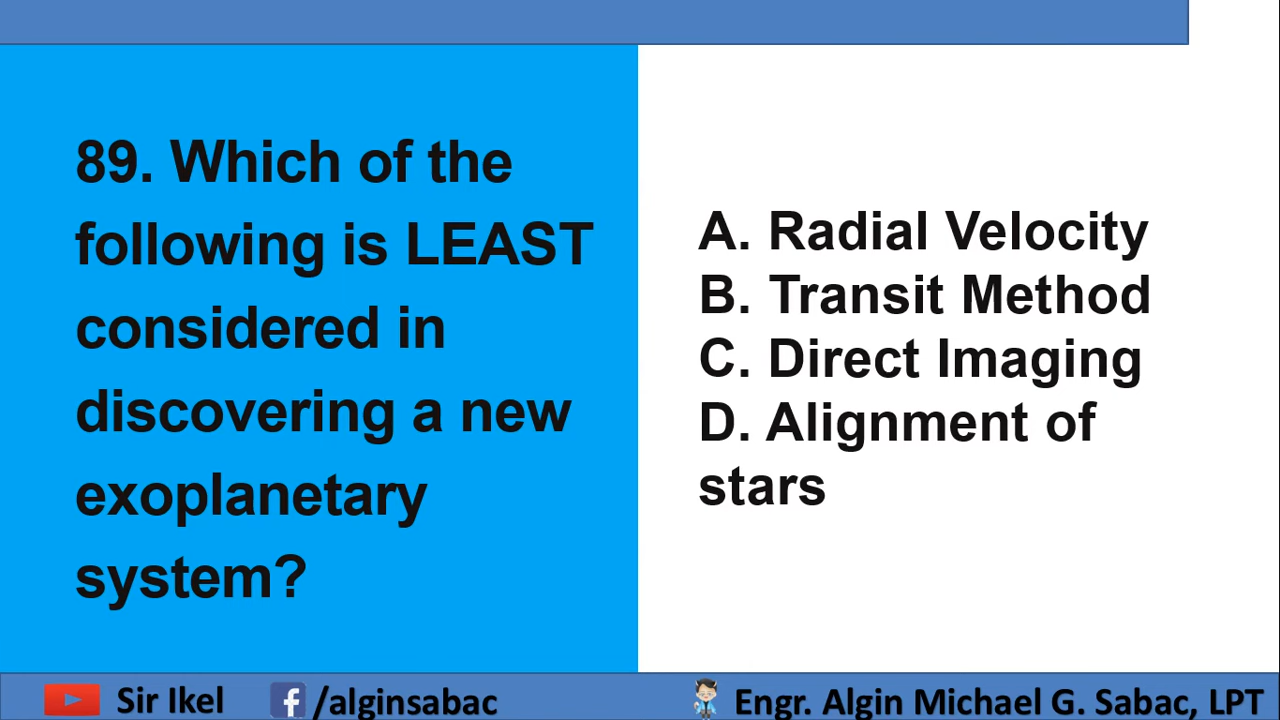 89. Which of the
following is LEAST
considered in
discovering a new
exoplanetary
system?
A. Radial Velocity
B. Transit Method
C. Direct Imaging
D. Alignment of
stars
Sir Ikel
/alginsabac
Engr. Algin Michael G. Sabac, LPT